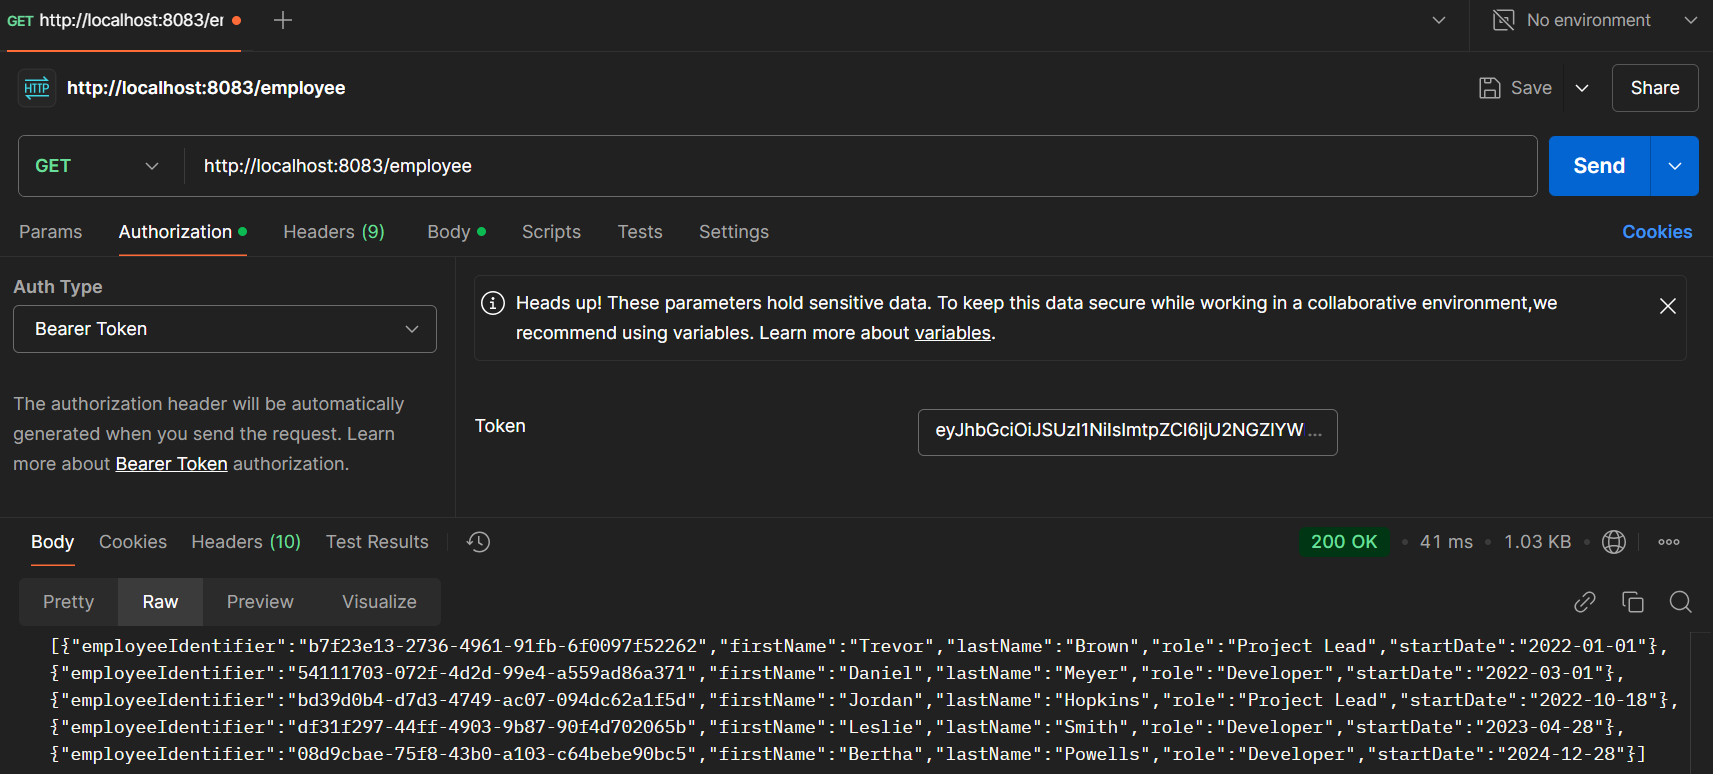 GET http://localhost:8083/er
No environment
HTTP http://localhost:8083/employee
Save
Share
GET http://localhost:8083/employee
Send
Params Authorization Headers (9) Body Scripts Tests Settings
Cookies
Auth Type
Bearer Token
The authorization header will be automatically
generated when you send the request. Learn
more about Bearer Token authorization.
Heads up! These parameters hold sensitive data. To keep this data secure while working in a collaborative environment,we
recommend using variables. Learn more about variables.
Token
eyJhbGciOiJSUzI1NiIsImtpZCI6IjU2NGZlYW ...
Body Cookies Headers (10) Test Results
200 OK • 41 ms • 1.03 KB •
Pretty Raw Preview Visualize
[{"employeeIdentifier":"b7f23e13-2736-4961-91fb-6f0097f52262","firstName":"Trevor","lastName":"Brown","role":"Project Lead","startDate":"2022-01-01"},
{"employeeIdentifier":"54111703-072f-4d2d-99e4-a559ad86a371","firstName":"Daniel","lastName":"Meyer","role":"Developer","startDate":"2022-03-01"},
{"employeeIdentifier":"bd39d0b4-d7d3-4749-ac07-094dc62a1f5d","firstName":"Jordan","lastName":"Hopkins","role":"Project Lead","startDate":"2022-10-18"},
{"employeeIdentifier":"df31f297-44ff-4903-9b87-90f4d702065b","firstName":"Leslie","lastName":"Smith","role":"Developer","startDate":"2023-04-28"},
{"employeeIdentifier":"08d9cbae-75f8-43b0-a103-c64bebe90bc5","firstName":"Bertha","lastName":"Powells","role":"Developer","startDate":"2024-12-28"}]